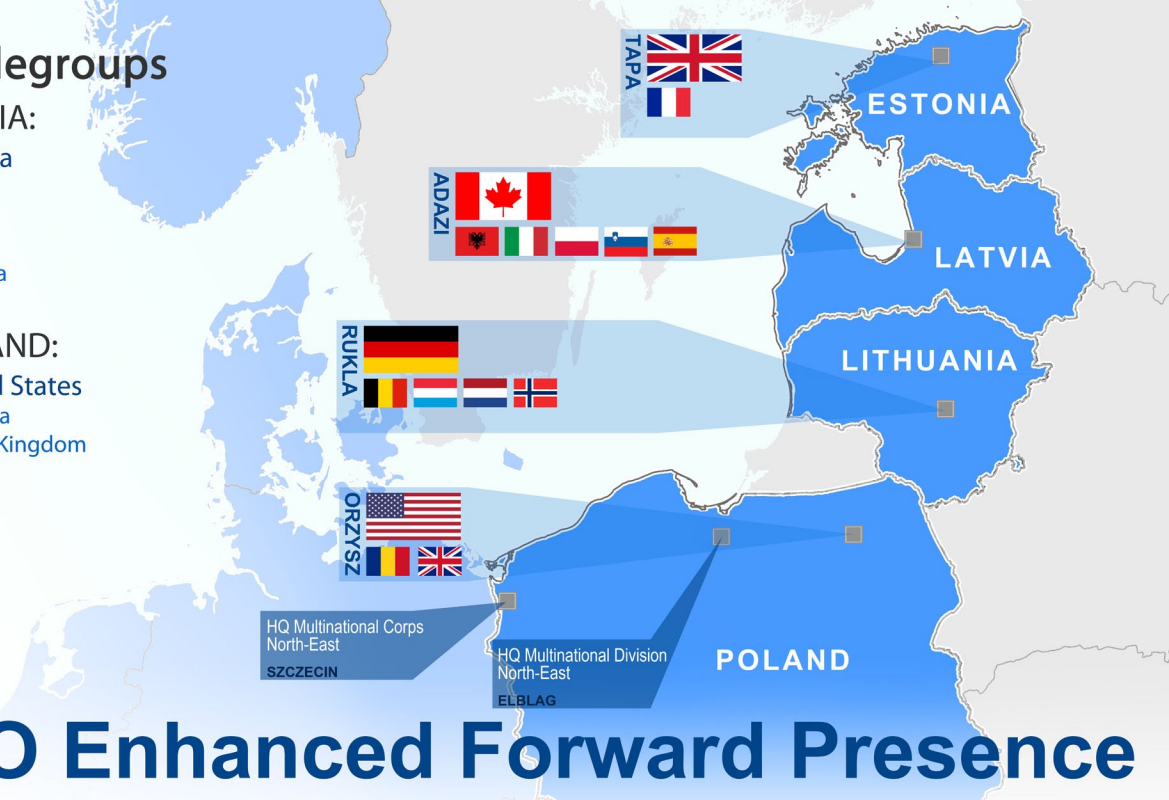 legroups
IA:
a
a
AND:
l States
a
Kingdom
TAPA
ESTONIA
ADAZI
LATVIA
RUKLA
LITHUANIA
ORZYSZ
HQ Multinational Corps
North-East
SZCZECIN
HQ Multinational Division
North-East
ELBLAG
POLAND
O Enhanced Forward Presence